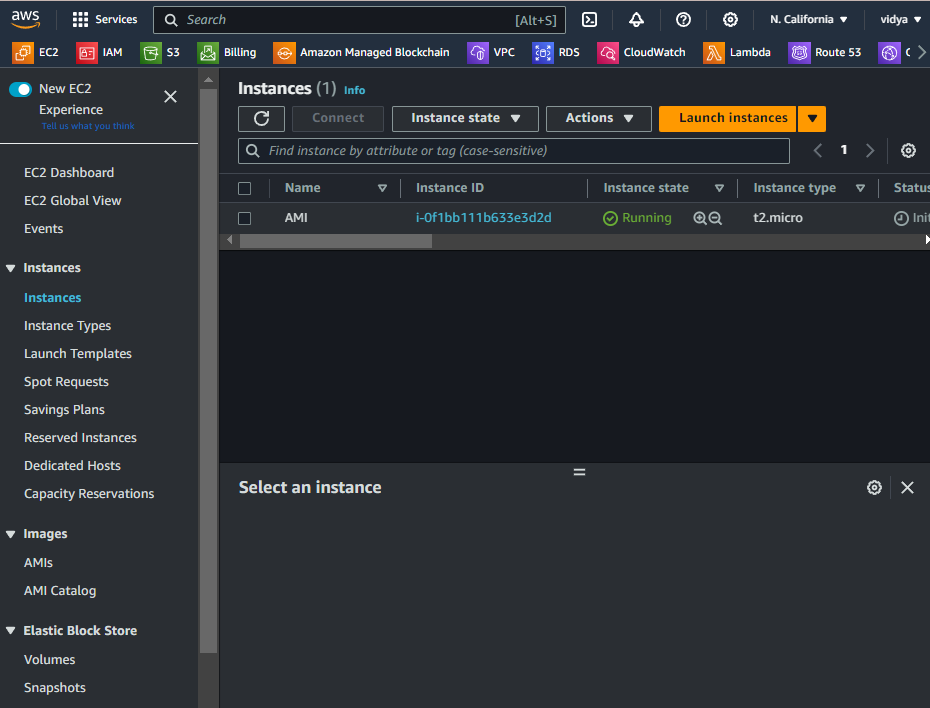 aws
Services
Search
[Alt+S]
N. California
vidya
EC2
IAM
S3
Billing
Amazon Managed Blockchain
VPC
RDS
CloudWatch
Lambda
Route 53
New EC2
Experience
Tell us what you think
EC2 Dashboard
EC2 Global View
Events
Instances
Instances
Instance Types
Launch Templates
Spot Requests
Savings Plans
Reserved Instances
Dedicated Hosts
Capacity Reservations
Images
AMIs
AMI Catalog
Elastic Block Store
Volumes
Snapshots
Instances (1) Info
Connect
Instance state
Actions
Launch instances
Find instance by attribute or tag (case-sensitive)
1
Name
Instance ID
Instance state
Instance type
Status
AMI
i-0f1bb111b633e3d2d
Running
t2.micro
Init
Select an instance